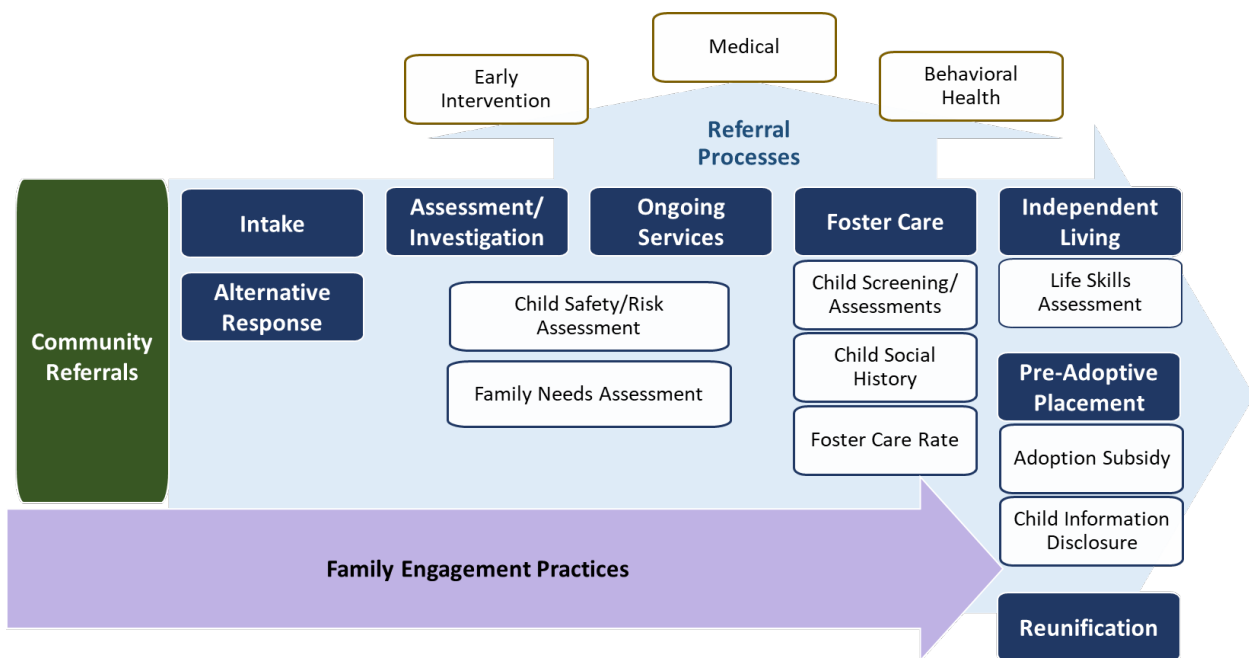 Early
Intervention
Medical
Behavioral
Health
Referral
Processes
Community
Referrals
Intake
Alternative
Response
Assessment/
Investigation
Ongoing
Services
Child Safety/Risk
Assessment
Family Needs Assessment
Foster Care
Child Screening/
Assessments
Child Social
History
Foster Care Rate
Independent
Living
Life Skills
Assessment
Pre-Adoptive
Placement
Adoption Subsidy
Child Information
Disclosure
Reunification
Family Engagement Practices